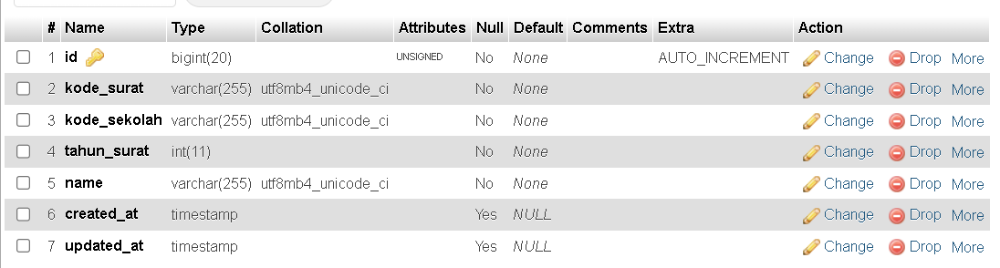 # Name Type Collation Attributes Null Default Comments Extra Action
1 id bigint(20) UNSIGNED No None AUTO_INCREMENT Change Drop More
2 kode_surat varchar(255) utf8mb4_unicode_ci No None Change Drop More
3 kode_sekolah varchar(255) utf8mb4_unicode_ci No None Change Drop More
4 tahun_surat int(11) No None Change Drop More
5 name varchar(255) utf8mb4_unicode_ci No None Change Drop More
6 created_at timestamp Yes NULL Change Drop More
7 updated_at timestamp Yes NULL Change Drop More